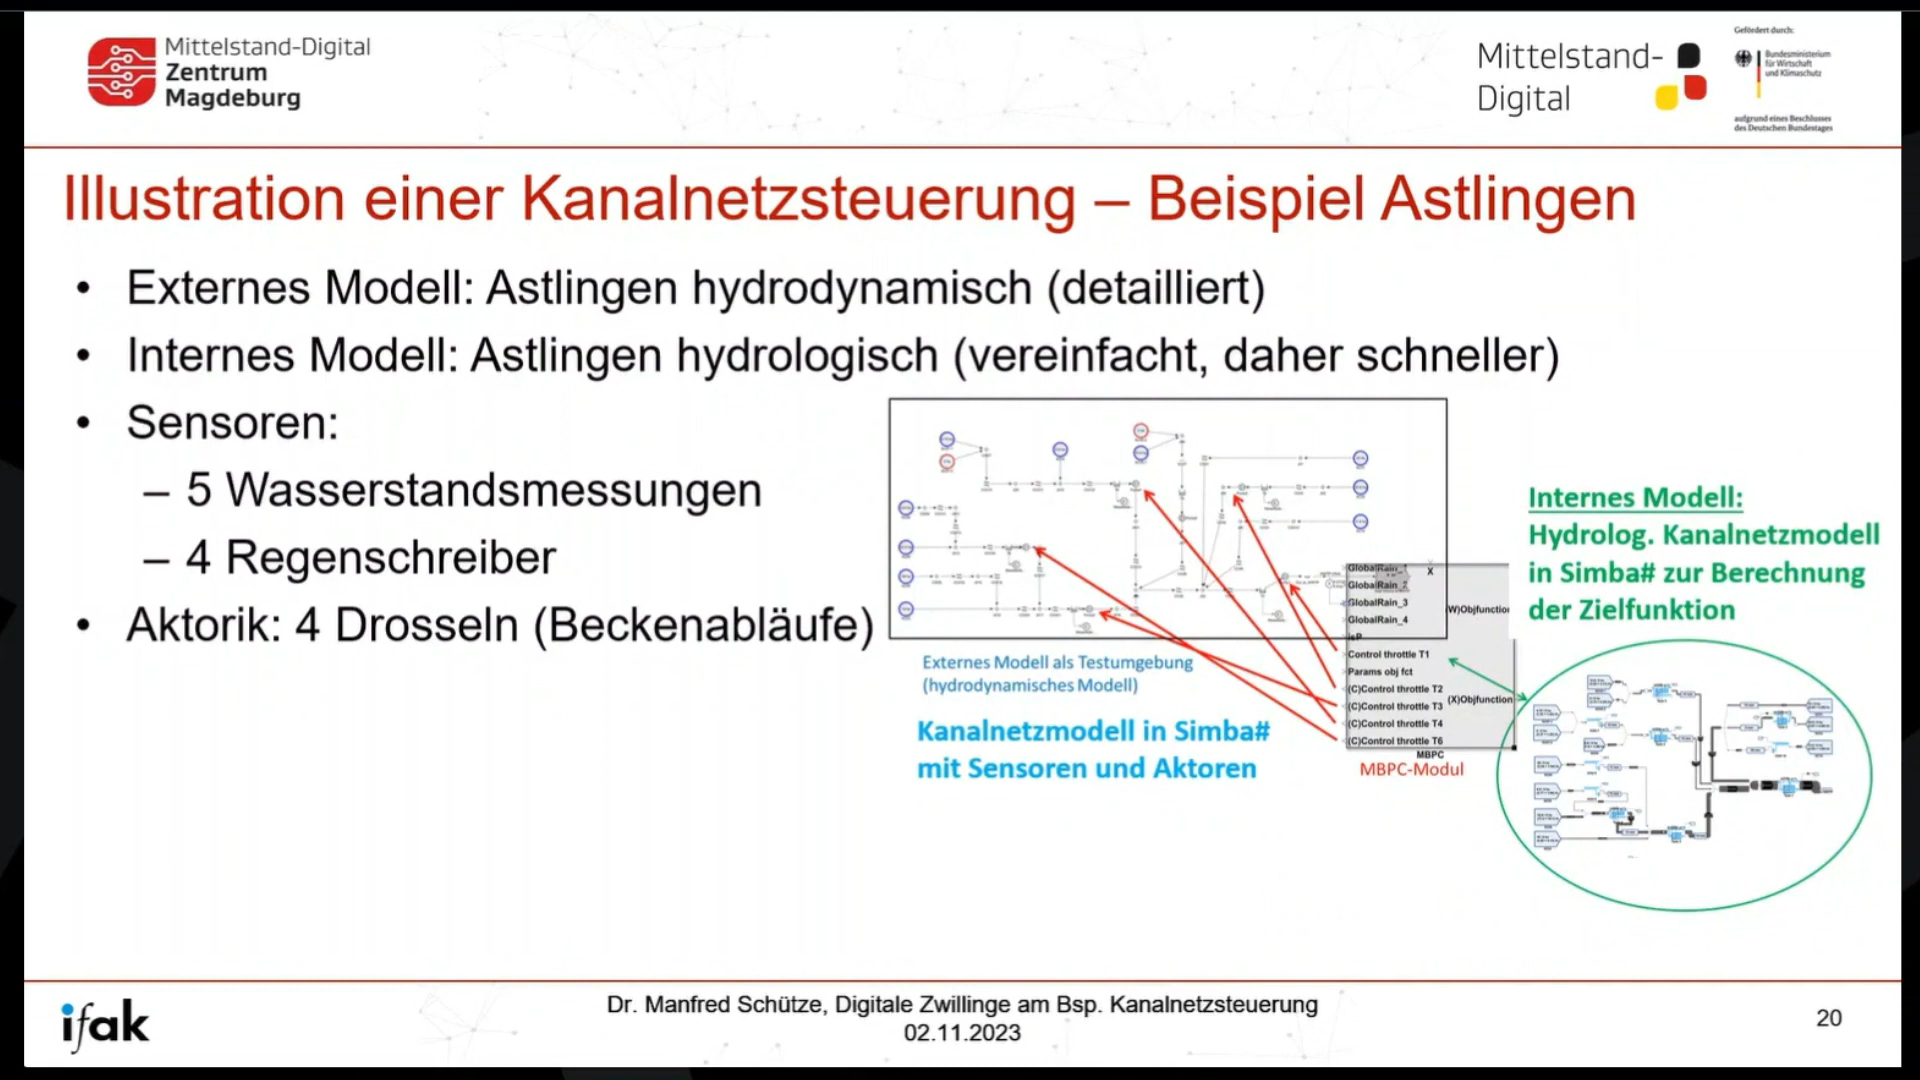 Mittelstand-Digital
Zentrum
Magdeburg
Mittelstand-
Digital
Gefördert durch:
Bundesministerium
für Wirtschaft
und Klimaschutz
aufgrund eines Beschlusses
des Deutschen Bundestages
Illustration einer Kanalnetzsteuerung – Beispiel Astlingen
• Externes Modell: Astlingen hydrodynamisch (detailliert)
• Internes Modell: Astlingen hydrologisch (vereinfacht, daher schneller)
• Sensoren:
– 5 Wasserstandsmessungen
– 4 Regenschreiber
• Aktorik: 4 Drosseln (Beckenabläufe)
Externes Modell als Testumgebung
(hydrodynamisches Modell)
Kanalnetzmodell in Simba#
mit Sensoren und Aktoren
GlobalRain_1
X
GlobalRain_2
GlobalRain_3
GlobalRain_4
Control throttle T1
Params obj fct
(C)Control throttle T2
(C)Control throttle T3
(C)Control throttle T4
(C)Control throttle T6
W)Objfunction
(X)Objfunction
MBPC
MBPC-Modul
Internes Modell:
Hydrolog. Kanalnetzmodell
in Simba# zur Berechnung
der Zielfunktion
ifak
Dr. Manfred Schütze, Digitale Zwillinge am Bsp. Kanalnetzsteuerung
02.11.2023
20